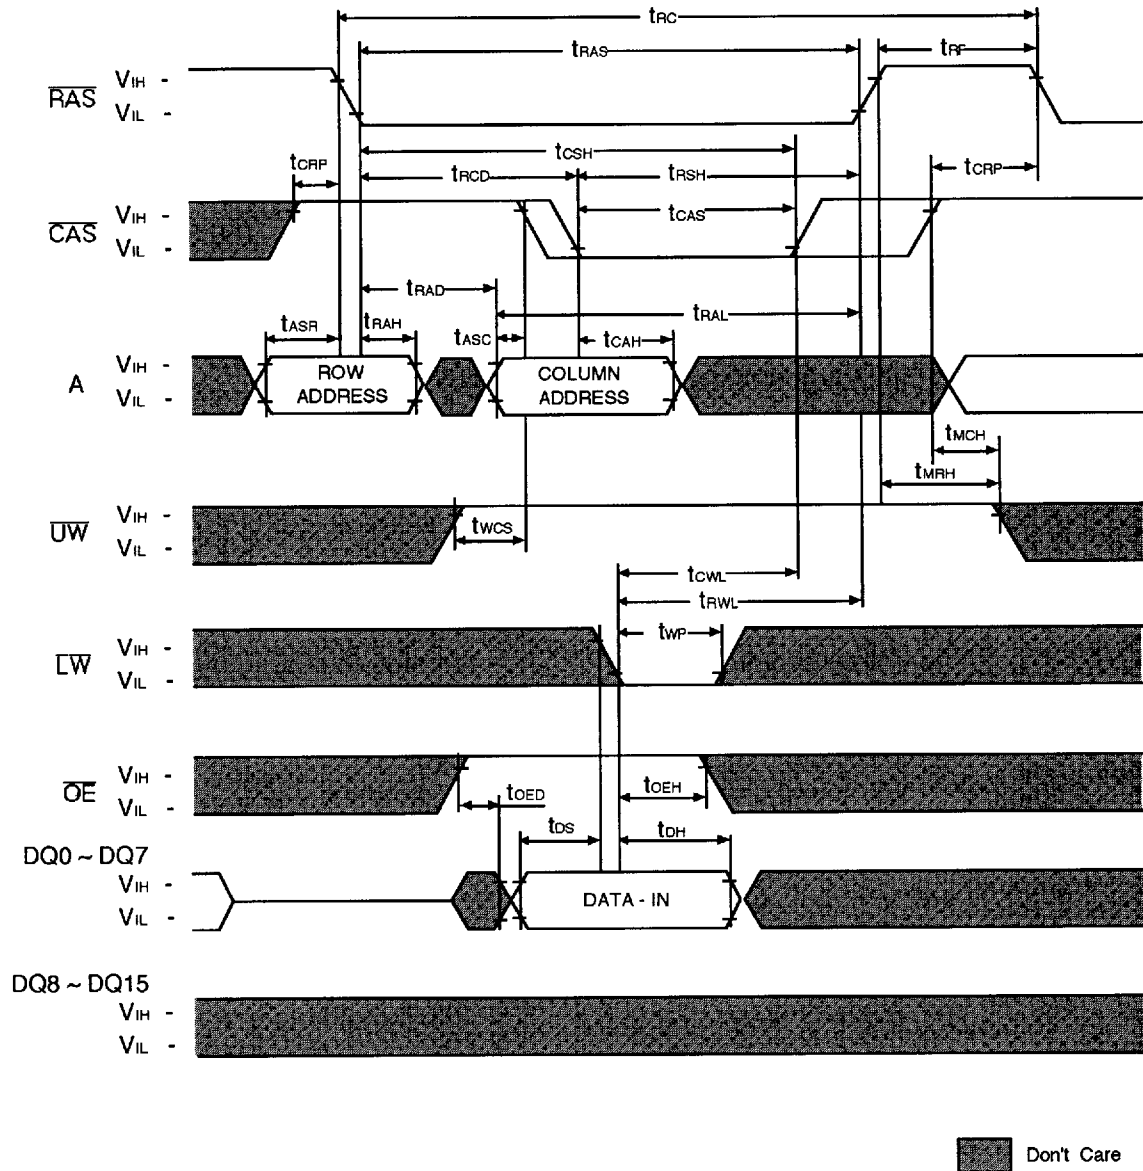 tRC
tRAS
tRP
RAS
VIH -
VIL -
tCSH
tCRP
tRCD
tRSH
tCRP
CAS
VIH -
VIL -
tCAS
tRAD
tRAL
tASR
tRAH
tASC
tCAH
A
VIH -
VIL -
ROW ADDRESS
COLUMN ADDRESS
tMCH
tMRH
UW
VIH -
VIL -
tWCS
tCWL
tRWL
tWP
LW
VIH -
VIL -
OE
VIH -
VIL -
tOED
tOEH
tDS
tDH
DQ0 ~ DQ7
VIH -
VIL -
DATA - IN
DQ8 ~ DQ15
VIH -
VIL -
Don't Care